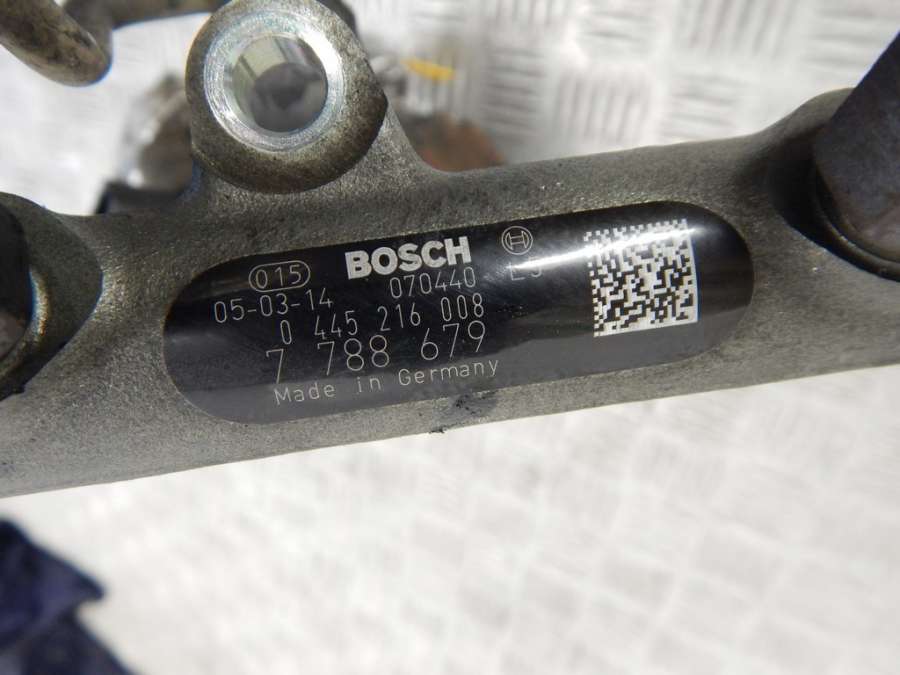 015 BOSCH
05-03-14 070440
0 445 216 008
7 788 679
Made in Germany